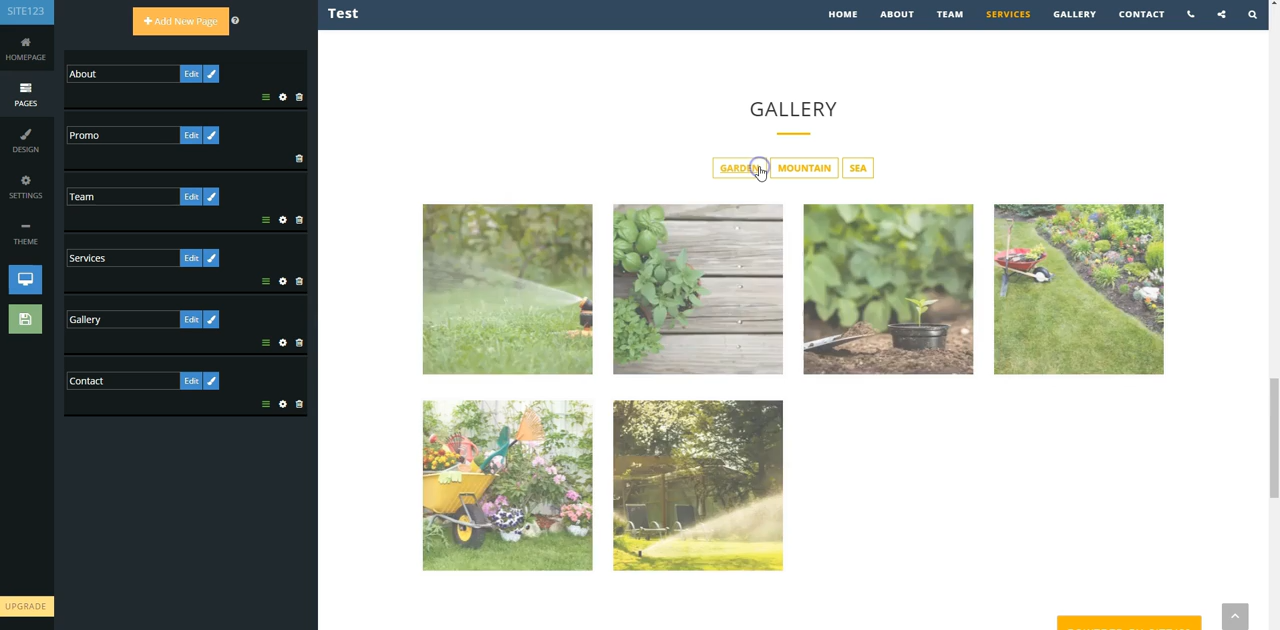 SITE123
HOMEPAGE
PAGES
DESIGN
SETTINGS
THEME
UPGRADE
+ Add New Page ?
About Edit
Promo Edit
Team Edit
Services Edit
Gallery Edit
Contact Edit
Test
HOME ABOUT TEAM SERVICES GALLERY CONTACT
GALLERY
GARDEN MOUNTAIN SEA